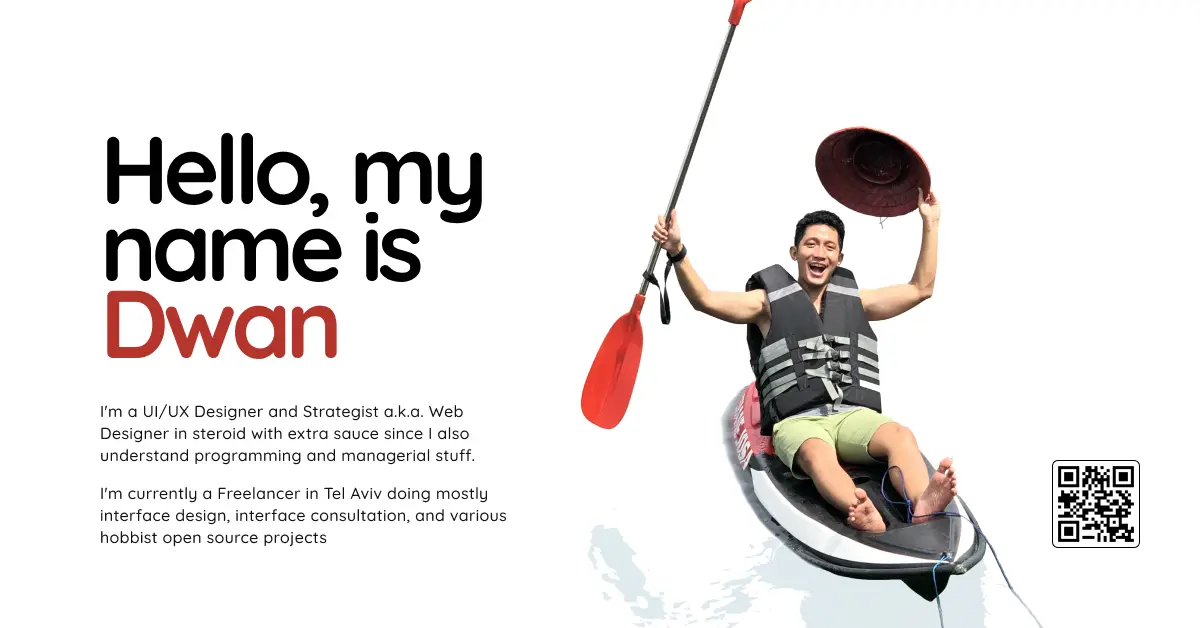 Hello, my
name is
Dwan
I'm a UI/UX Designer and Strategist a.k.a. Web
Designer in steroid with extra sauce since I also
understand programming and managerial stuff.
I'm currently a Freelancer in Tel Aviv doing mostly
interface design, interface consultation, and various
hobbist open source projects